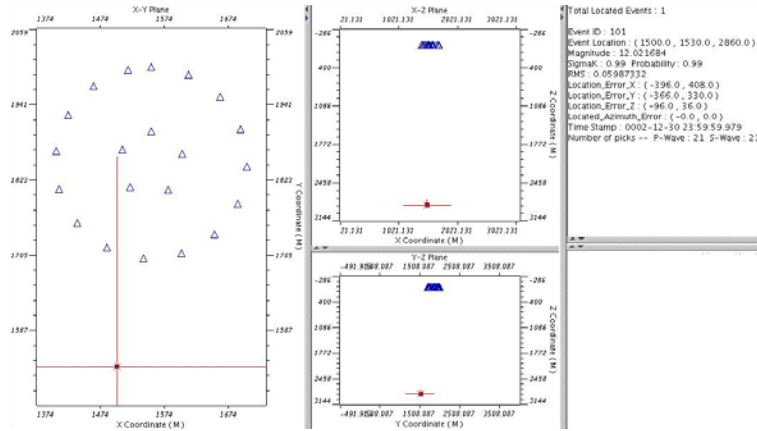 X-Y Plane
1374 1474 1574 1674
2059 2059
1941 1941
1823 1823
1705 1705
1587 1587
Y Coordinate ( M )
1374 1474 1574 1674
X Coordinate ( M )
X-Z Plane
21.131 1021.131 2021.131 3021.131
-286 -286
400 400
1086 1086
1772 1772
2458 2458
3144 3144
Z Coordinate ( M )
21.131 1021.131 2021.131 3021.131
X Coordinate ( M )
Y-Z Plane
508.087 1508.087 2508.087 3508.087
-286 -286
400 400
1086 1086
1772 1772
2458 2458
3144 3144
Z Coordinate ( M )
508.087 1508.087 2508.087 3508.087
Y Coordinate ( M )
Total Located Events : 1
Event ID : 101
Event Location : ( 1500.0 , 1530.0 , 2860.0 )
Magnitude : 12.021684
SigmaK : 0.99 Probability : 0.99
RMS : 0.05987332
Location_Error_X : ( -396.0 , 408.0 )
Location_Error_Y : ( -366.0 , 330.0 )
Location_Error_Z : ( -96.0 , 36.0 )
Located_Azimuth_Error : ( -0.0 , 0.0 )
Time Stamp : 0002-12-30 23:59:59.979
Number of picks -- P-Wave : 21 S-Wave : 21